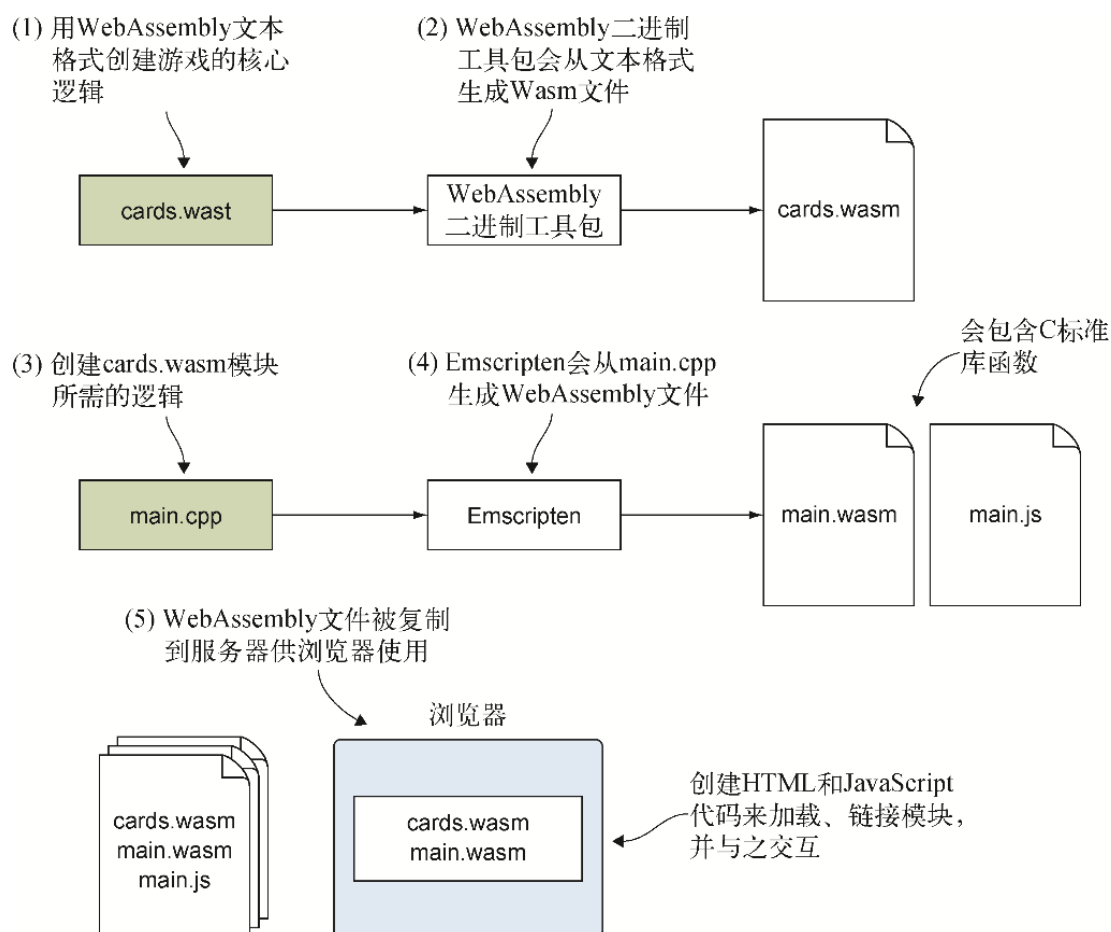 (1) 用WebAssembly文本
格式创建游戏的核心
逻辑
(2) WebAssembly二进制
工具包会从文本格式
生成Wasm文件
cards.wast
WebAssembly
二进制工具包
cards.wasm
(3) 创建cards.wasm模块
所需的逻辑
(4) Emscripten会从main.cpp
生成WebAssembly文件
会包含C标准
库函数
main.cpp
Emscripten
main.wasm
main.js
(5) WebAssembly文件被复制
到服务器供浏览器使用
浏览器
cards.wasm
main.wasm
main.js
cards.wasm
main.wasm
创建HTML和JavaScript
代码来加载、链接模块，
并与之交互